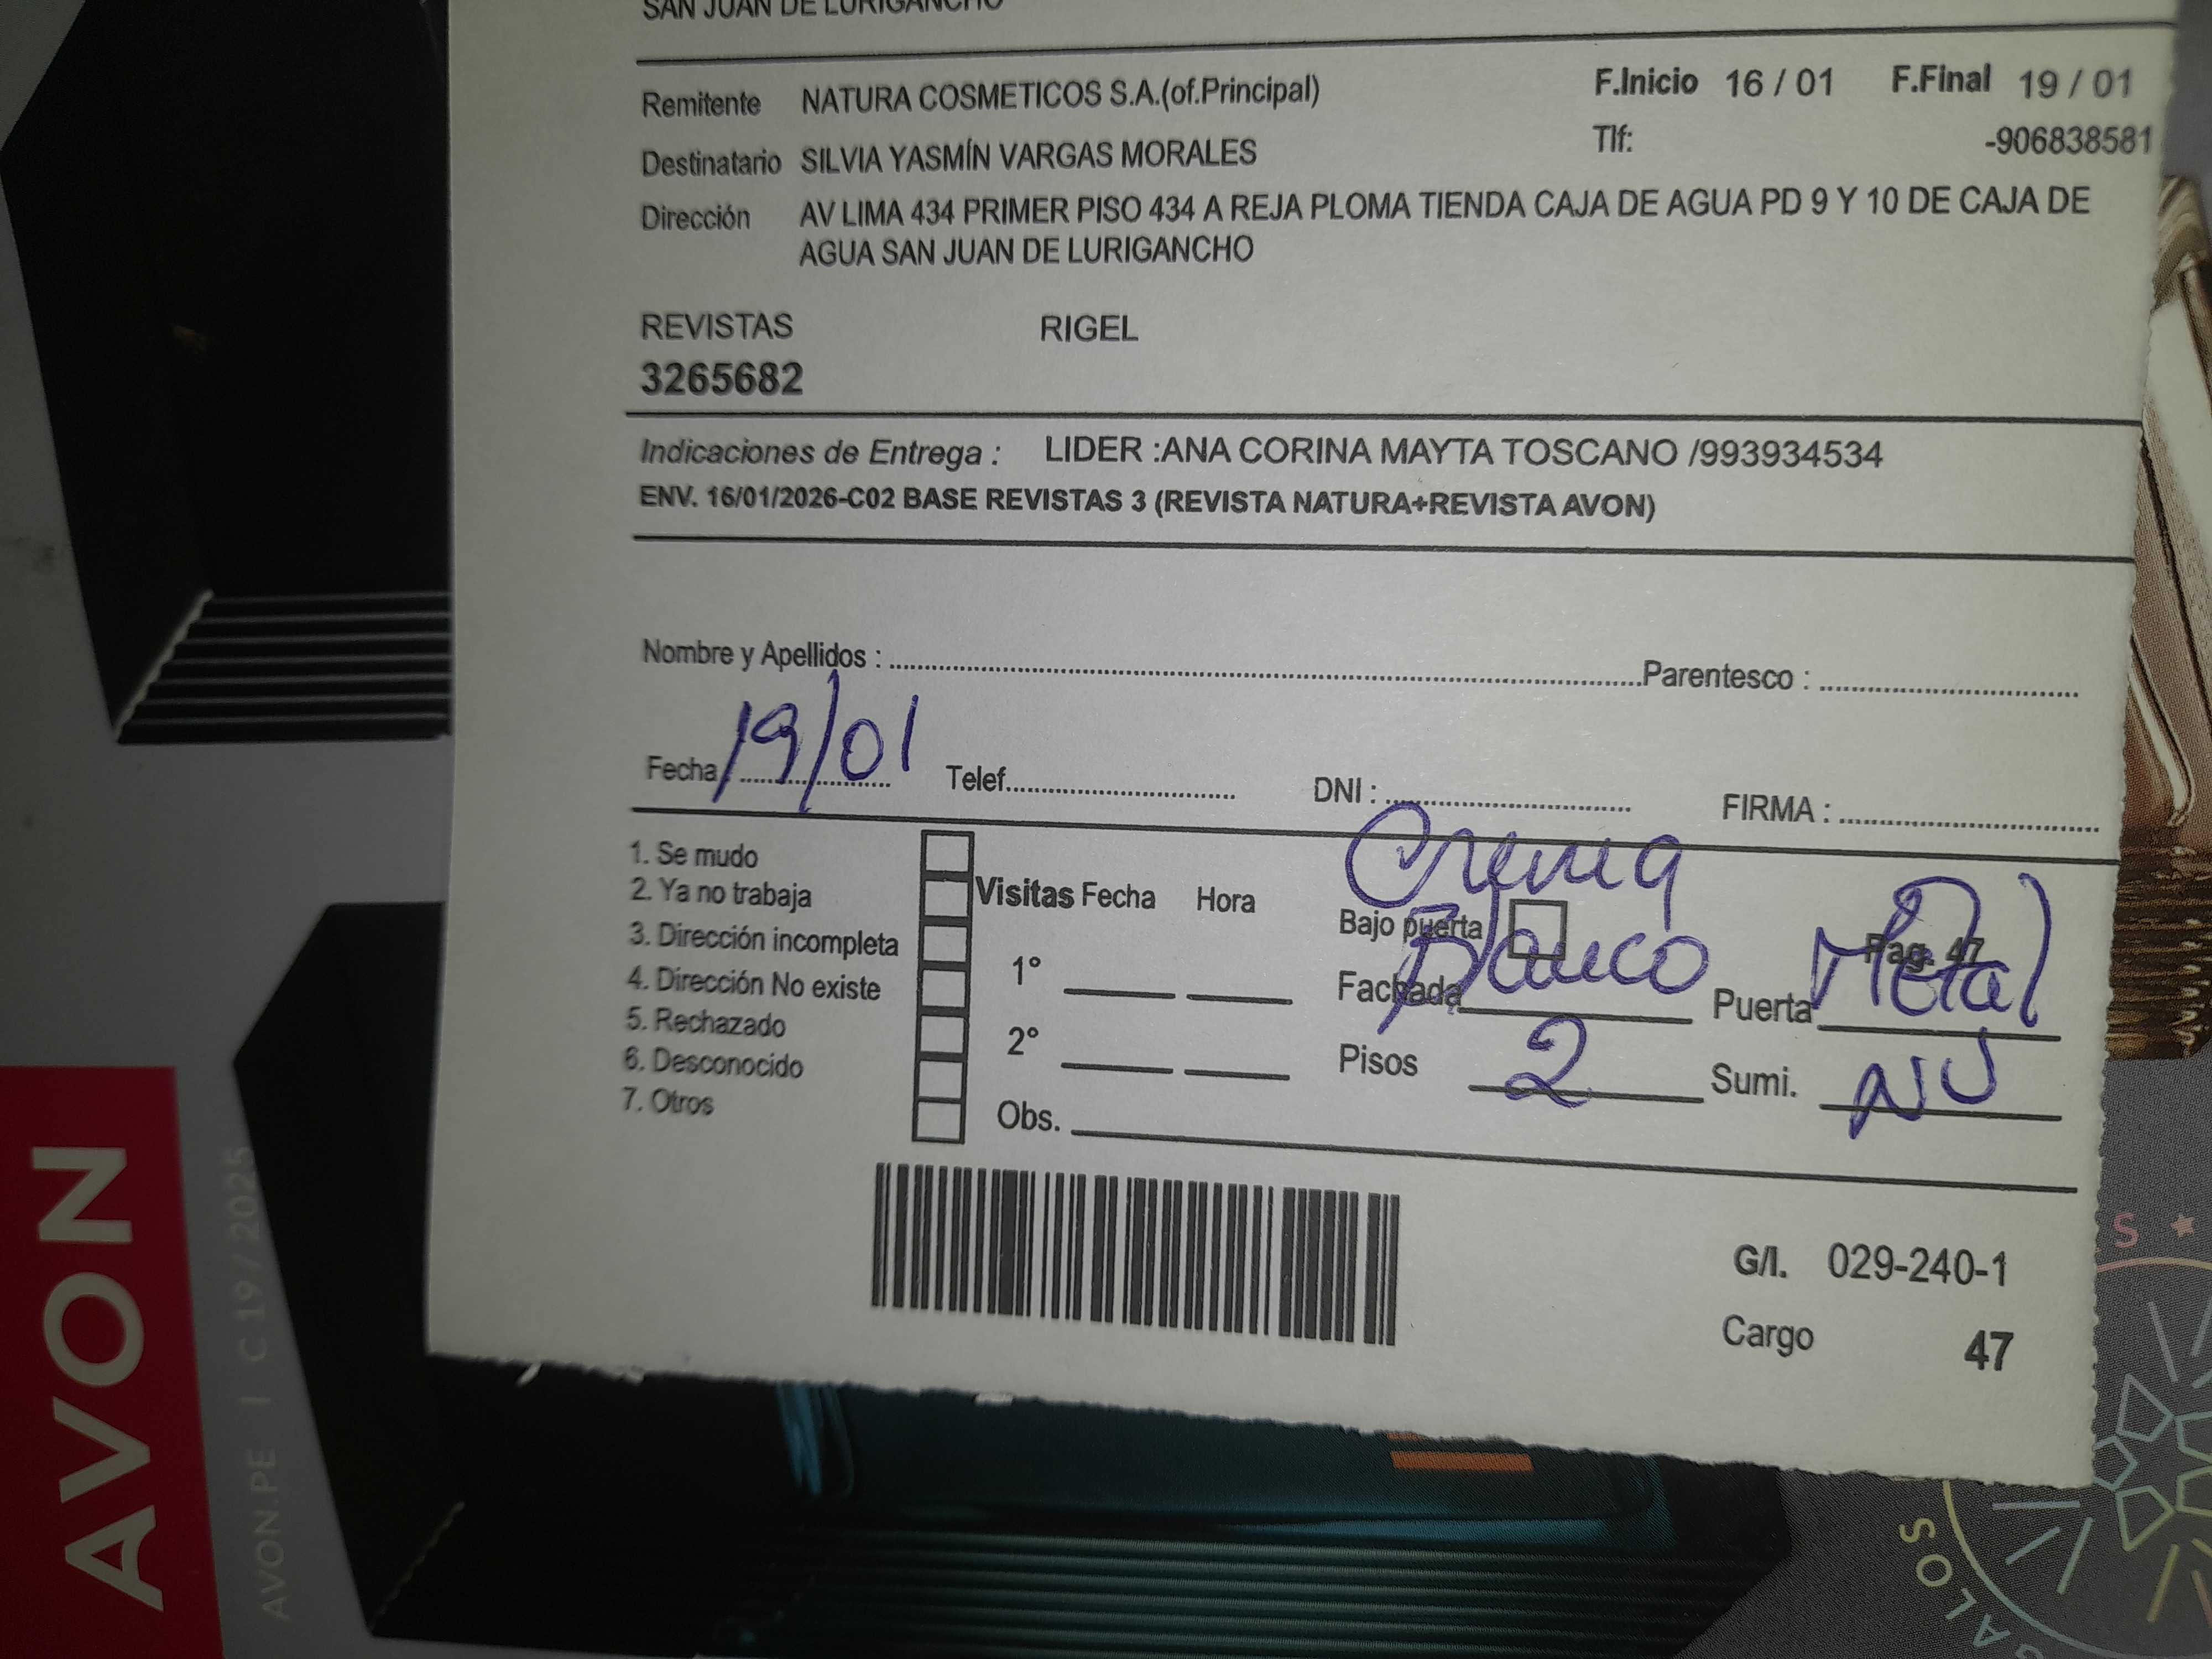 SAN JUAN DE LURIGANCHO
Remitente NATURA COSMETICOS S.A.(of.Principal) F.Inicio 16 / 01 F.Final 19 / 01
Destinatario SILVIA YASMÍN VARGAS MORALES Tlf: -906838581
Dirección AV LIMA 434 PRIMER PISO 434 A REJA PLOMA TIENDA CAJA DE AGUA PD 9 Y 10 DE CAJA DE
AGUA SAN JUAN DE LURIGANCHO
REVISTAS RIGEL
3265682
Indicaciones de Entrega : LIDER :ANA CORINA MAYTA TOSCANO /993934534
ENV. 16/01/2026-C02 BASE REVISTAS 3 (REVISTA NATURA+REVISTA AVON)
Nombre y Apellidos : Parentesco :
Fecha 19/01 Telef. DNI : FIRMA :
1. Se mudo
2. Ya no trabaja
3. Dirección incompleta
4. Dirección No existe
5. Rechazado
6. Desconocido
7. Otros
Visitas Fecha Hora
1°
2°
Obs.
Crema
Bajo puerta Pag. 47
Fachada Blanco Puerta Metal
Pisos 2 Sumi. NU
G/I. 029-240-1
Cargo 47
AVON
AVON.PE | C 19 / 2025
S
GALOS